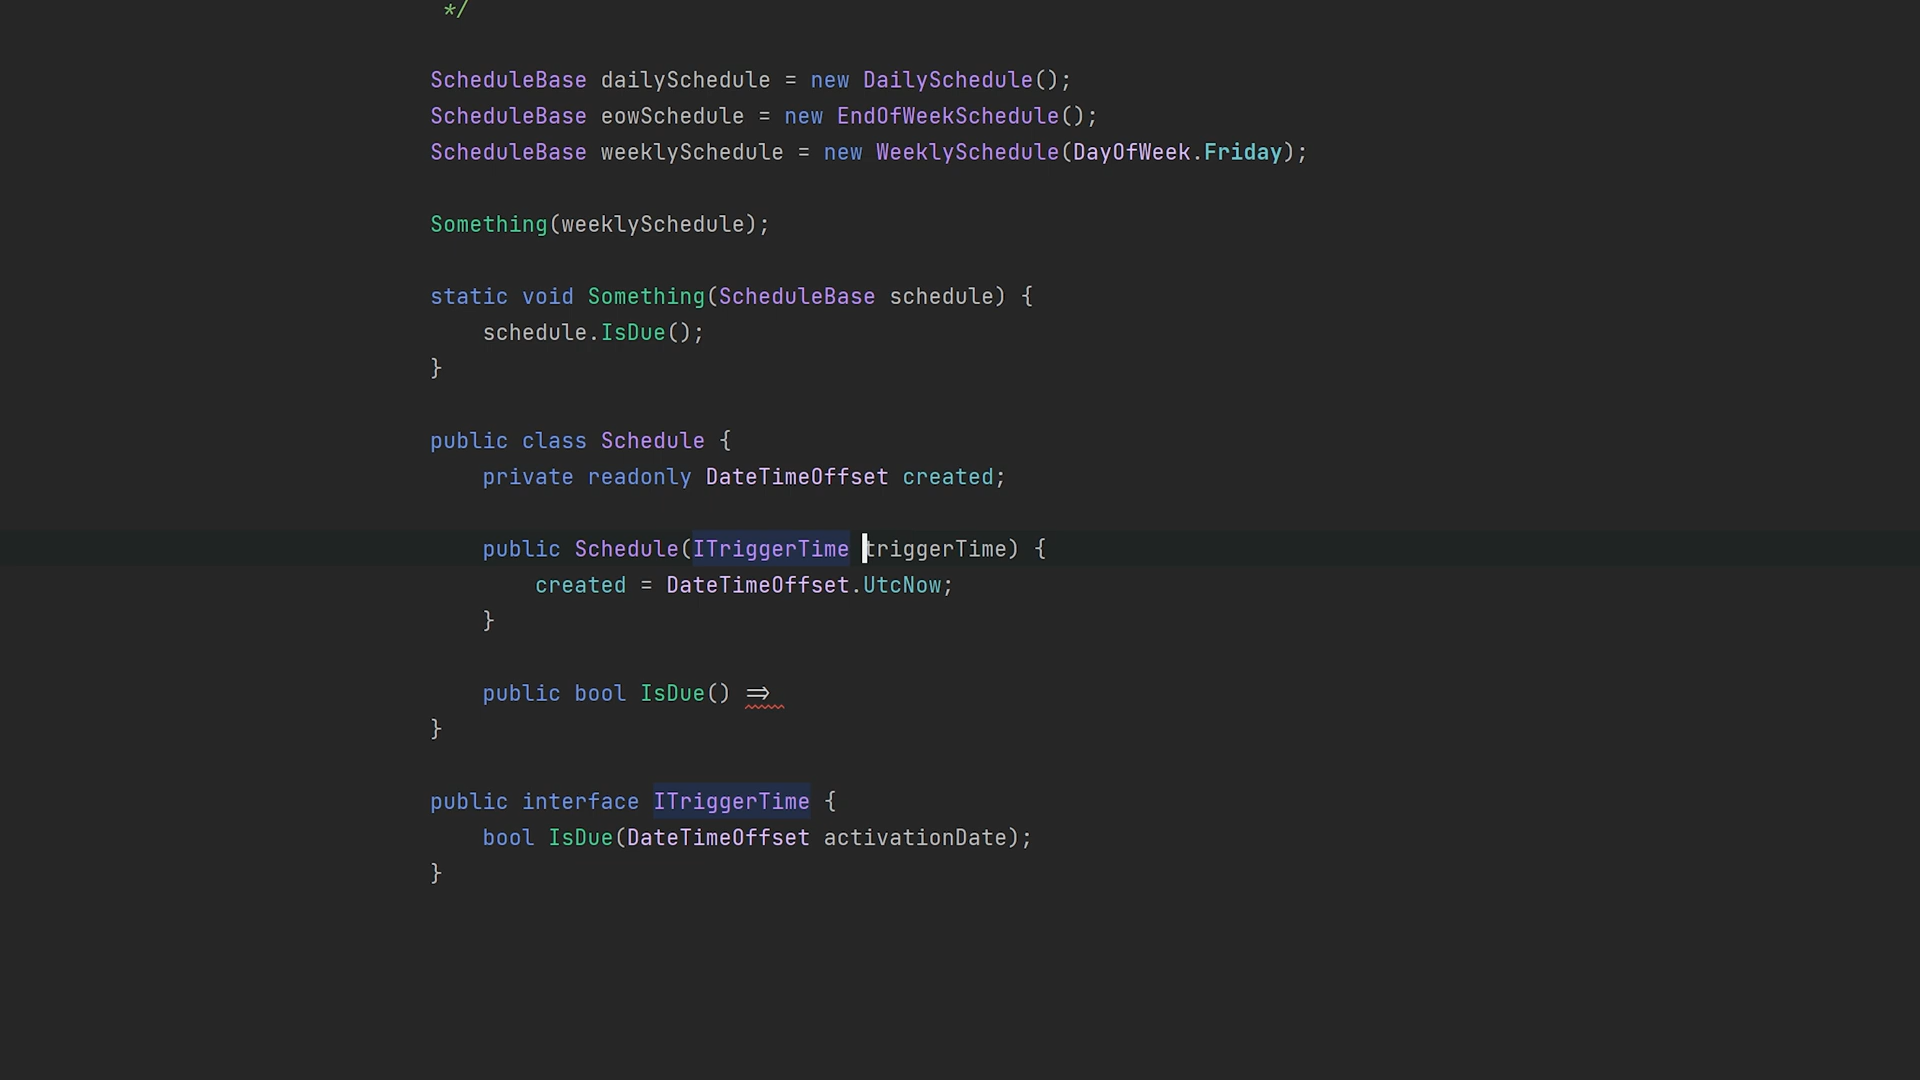 */
ScheduleBase dailySchedule = new DailySchedule();
ScheduleBase eowSchedule = new EndOfWeekSchedule();
ScheduleBase weeklySchedule = new WeeklySchedule(DayOfWeek.Friday);
Something(weeklySchedule);
static void Something(ScheduleBase schedule) {
schedule.IsDue();
}
public class Schedule {
private readonly DateTimeOffset created;
public Schedule(ITriggerTime triggerTime) {
created = DateTimeOffset.UtcNow;
}
public bool IsDue() =>
}
public interface ITriggerTime {
bool IsDue(DateTimeOffset activationDate);
}